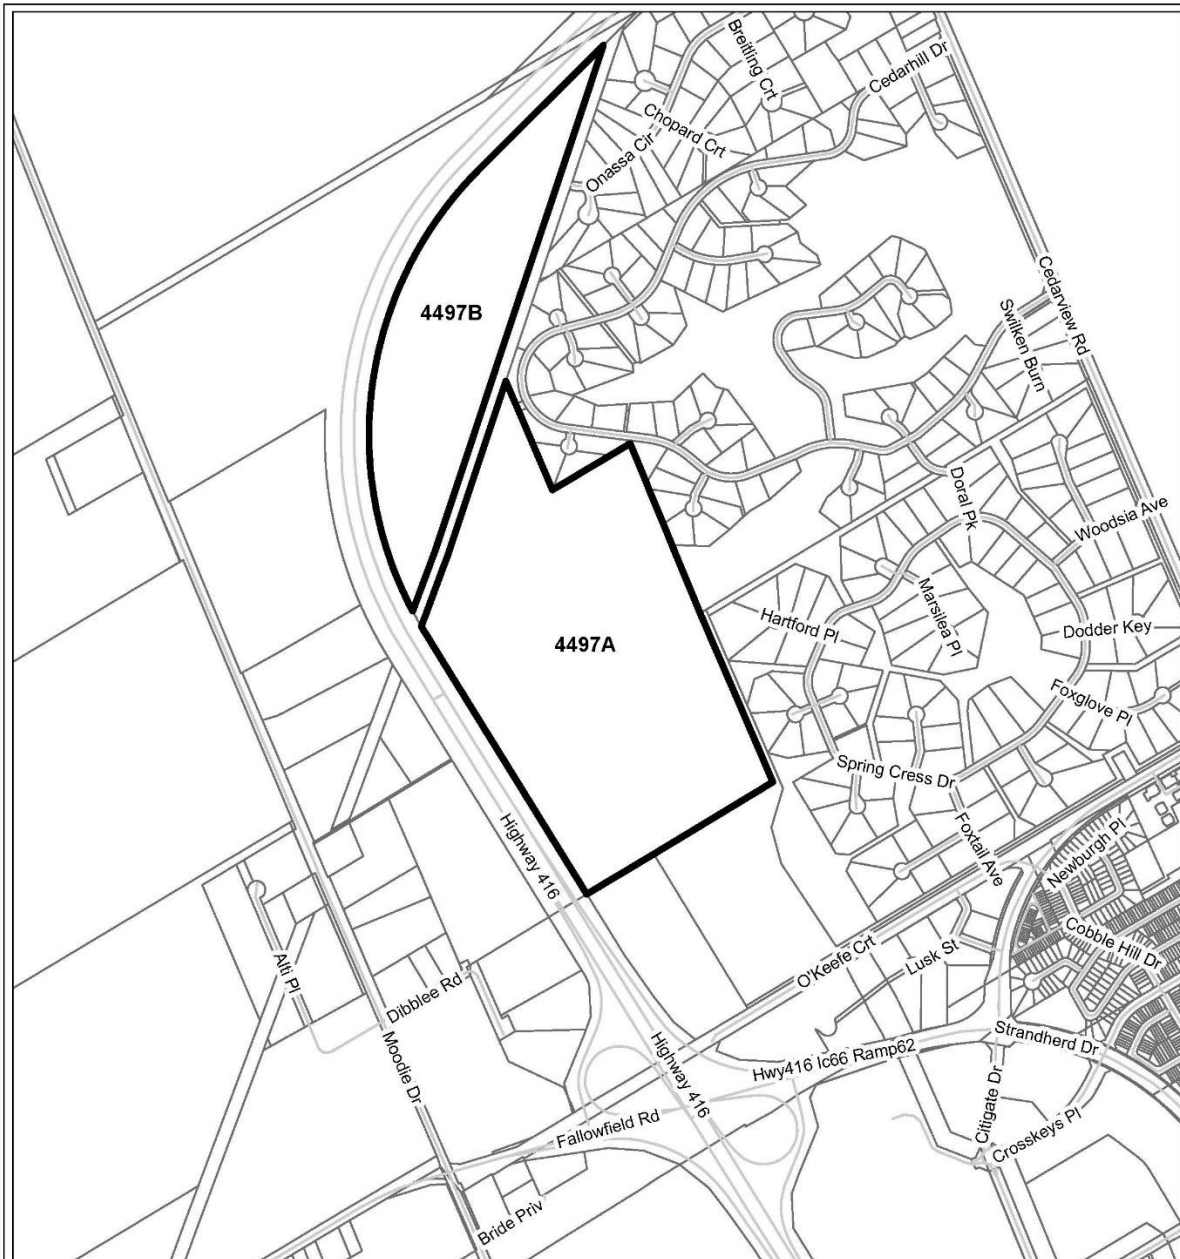 Breitling Crt
Cedarhill Dr
Chopard Crt
Onassa Cir
4497B
Cedarview Rd
Swilken Burn
Doral Pk
Woodsia Ave
Marsilea Pl
Hartford Pl
Dodder Key
4497A
Foxglove Pl
Spring Cress Dr
Foxtail Ave
Newburgh Pl
Highway 416
Cobble Hill Dr
O'Keefe Crt
Lusk St
Alti Pl
Dibblee Rd
Moodie Dr
Highway 416
Strandherd Dr
Hwy416 Ic66 Ramp62
Citigate Dr
Fallowfield Rd
Crosskeys Pl
Bride Priv